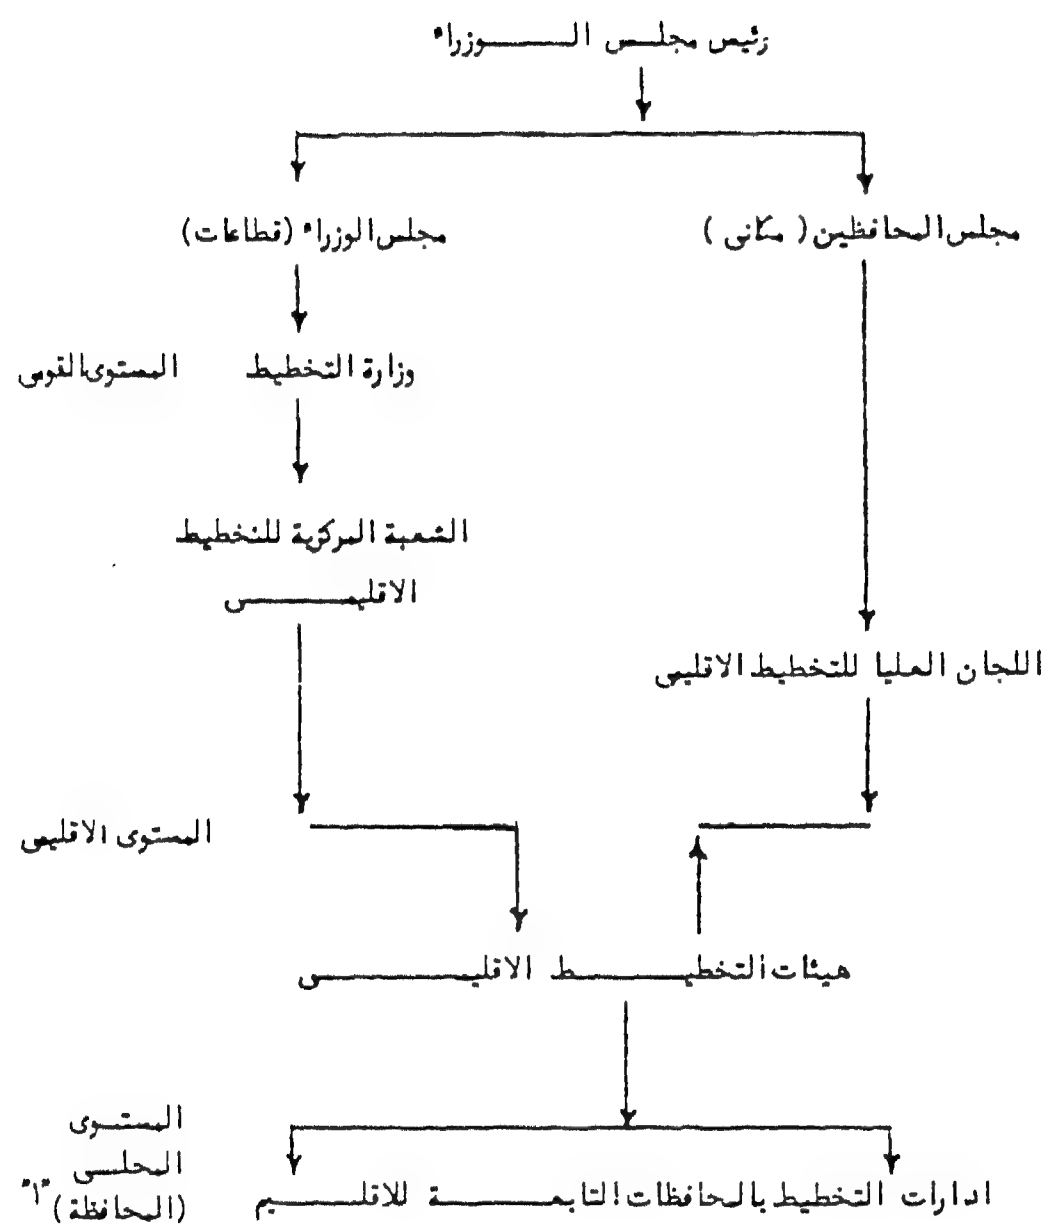 رئيس مجلس الوزراء
مجلس المحافظين ( مكانى )
مجلس الوزراء (قطاعات)
وزارة التخطيط
المستوى القومى
الشعبة المركزية للتخطيط
الاقليمى
اللجان العليا للتخطيط الاقليمى
المستوى الاقليمى
هيئات التخطيط الاقليمى
المستوى
المحلى
(المحافظة) "١"
ادارات التخطيط بالمحافظات التابعة للاقليم